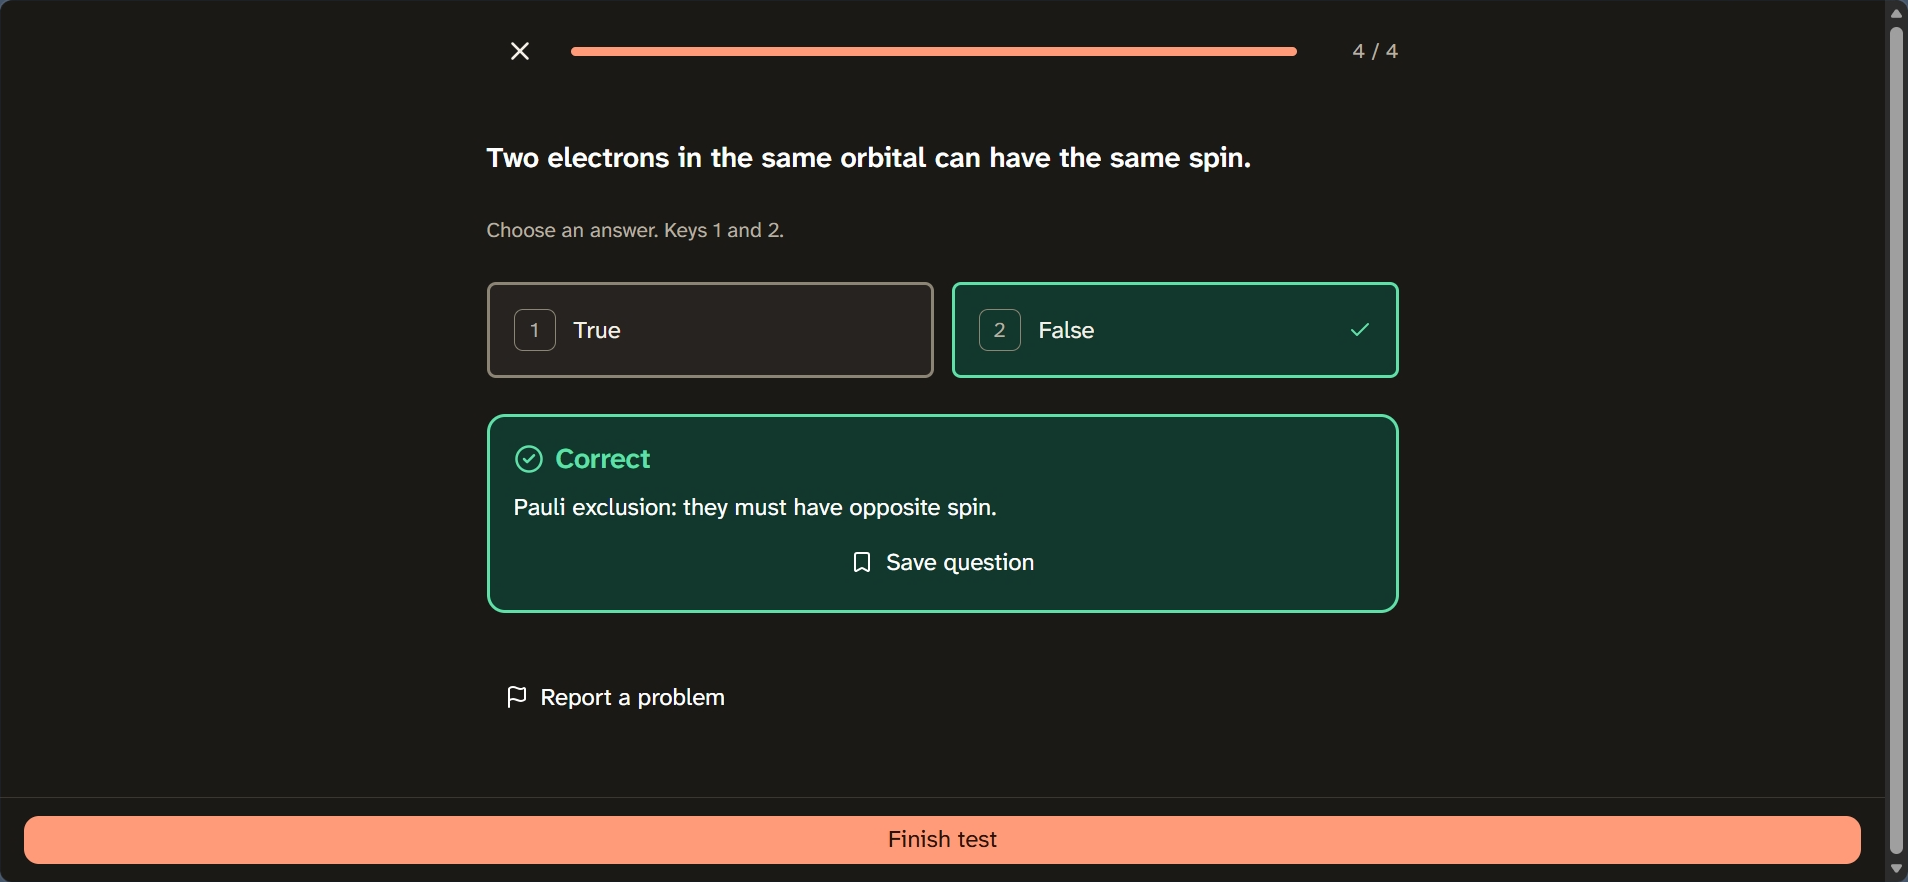 4 / 4
Two electrons in the same orbital can have the same spin.
Choose an answer. Keys 1 and 2.
1 True
2 False
Correct
Pauli exclusion: they must have opposite spin.
Save question
Report a problem
Finish test